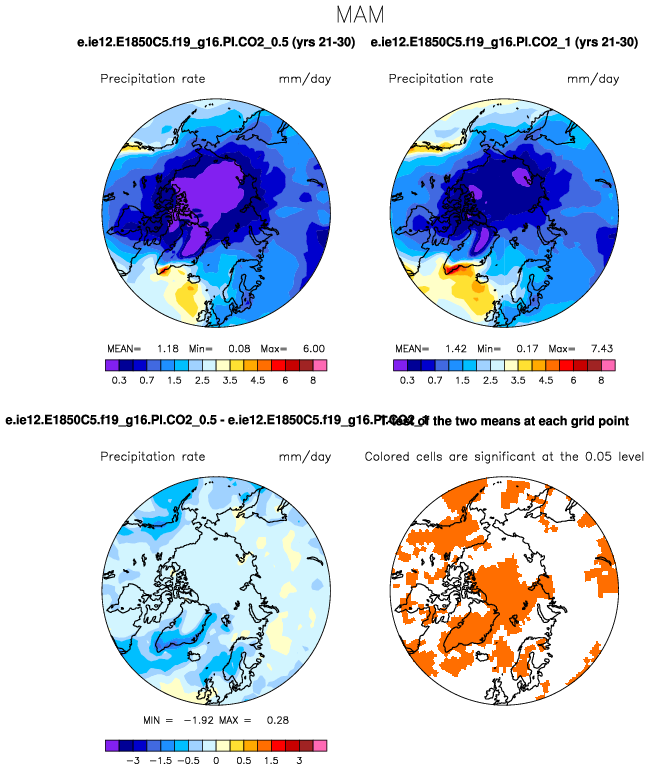 MAM
e.ie12.E1850C5.f19_g16.PI.CO2_0.5 (yrs 21-30)
e.ie12.E1850C5.f19_g16.PI.CO2_1 (yrs 21-30)
Precipitation rate mm/day
Precipitation rate mm/day
MEAN= 1.18 Min= 0.08 Max= 6.00
MEAN= 1.42 Min= 0.17 Max= 7.43
0.3 0.7 1.5 2.5 3.5 4.5 6 8
0.3 0.7 1.5 2.5 3.5 4.5 6 8
e.ie12.E1850C5.f19_g16.PI.CO2_0.5 - e.ie12.E1850C5.f19_g16.PI.CO2_1
T-test of the two means at each grid point
Precipitation rate mm/day
Colored cells are significant at the 0.05 level
MIN = -1.92 MAX = 0.28
-3 -1.5 -0.5 0 0.5 1.5 3